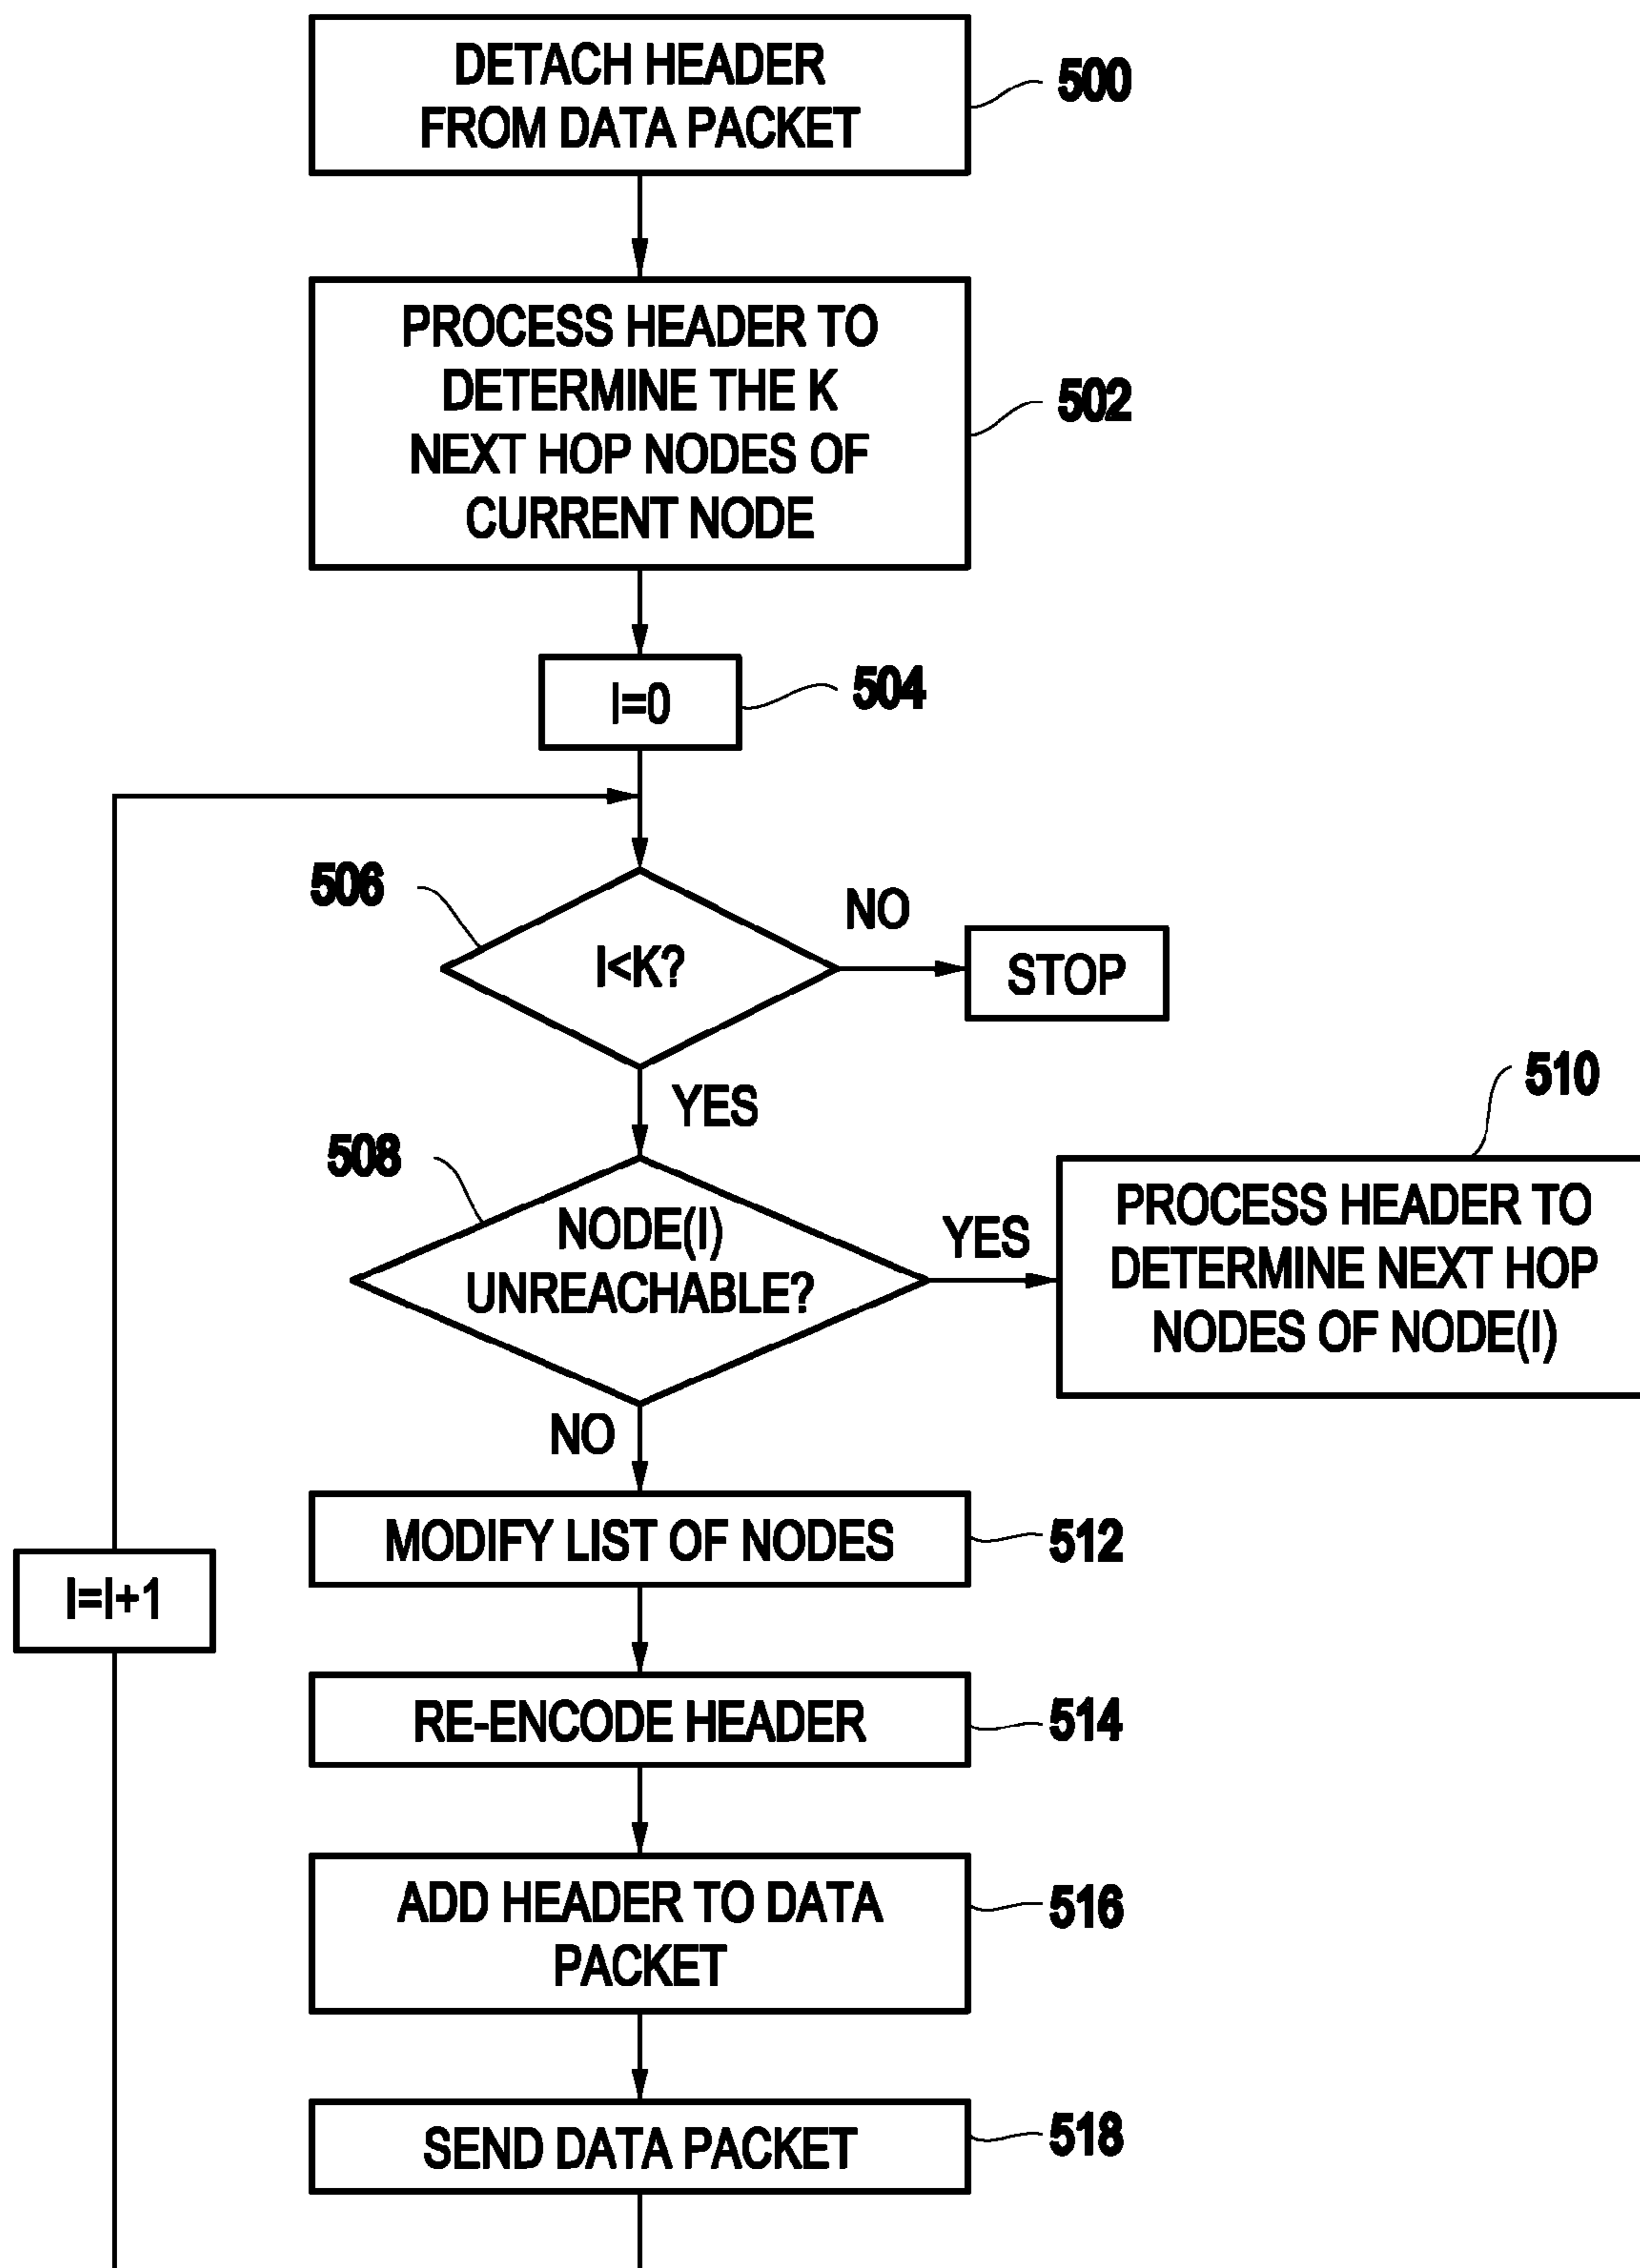 DETACH HEADER
FROM DATA PACKET
500
PROCESS HEADER TO
DETERMINE THE K
NEXT HOP NODES OF
CURRENT NODE
502
I=0
504
506
I<K?
NO
STOP
YES
508
NODE(I)
UNREACHABLE?
YES
510
PROCESS HEADER TO
DETERMINE NEXT HOP
NODES OF NODE(I)
NO
MODIFY LIST OF NODES
512
I=I+1
RE-ENCODE HEADER
514
ADD HEADER TO DATA
PACKET
516
SEND DATA PACKET
518